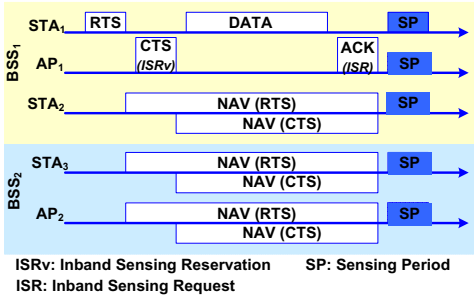 BSS1
STA1 RTS DATA SP
AP1 CTS (ISRv) ACK (ISR) SP
STA2 NAV (RTS) SP
NAV (CTS)
BSS2
STA3 NAV (RTS) SP
NAV (CTS)
AP2 NAV (RTS) SP
NAV (CTS)
ISRv: Inband Sensing Reservation SP: Sensing Period
ISR: Inband Sensing Request